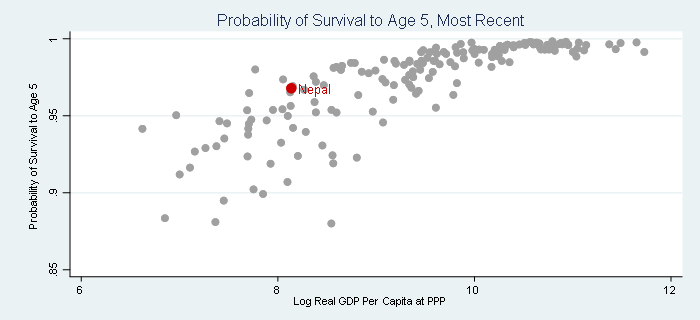 Probability of Survival to Age 5, Most Recent
Probability of Survival to Age 5
1
.95
.9
.85
Nepal
6
8
10
12
Log Real GDP Per Capita at PPP